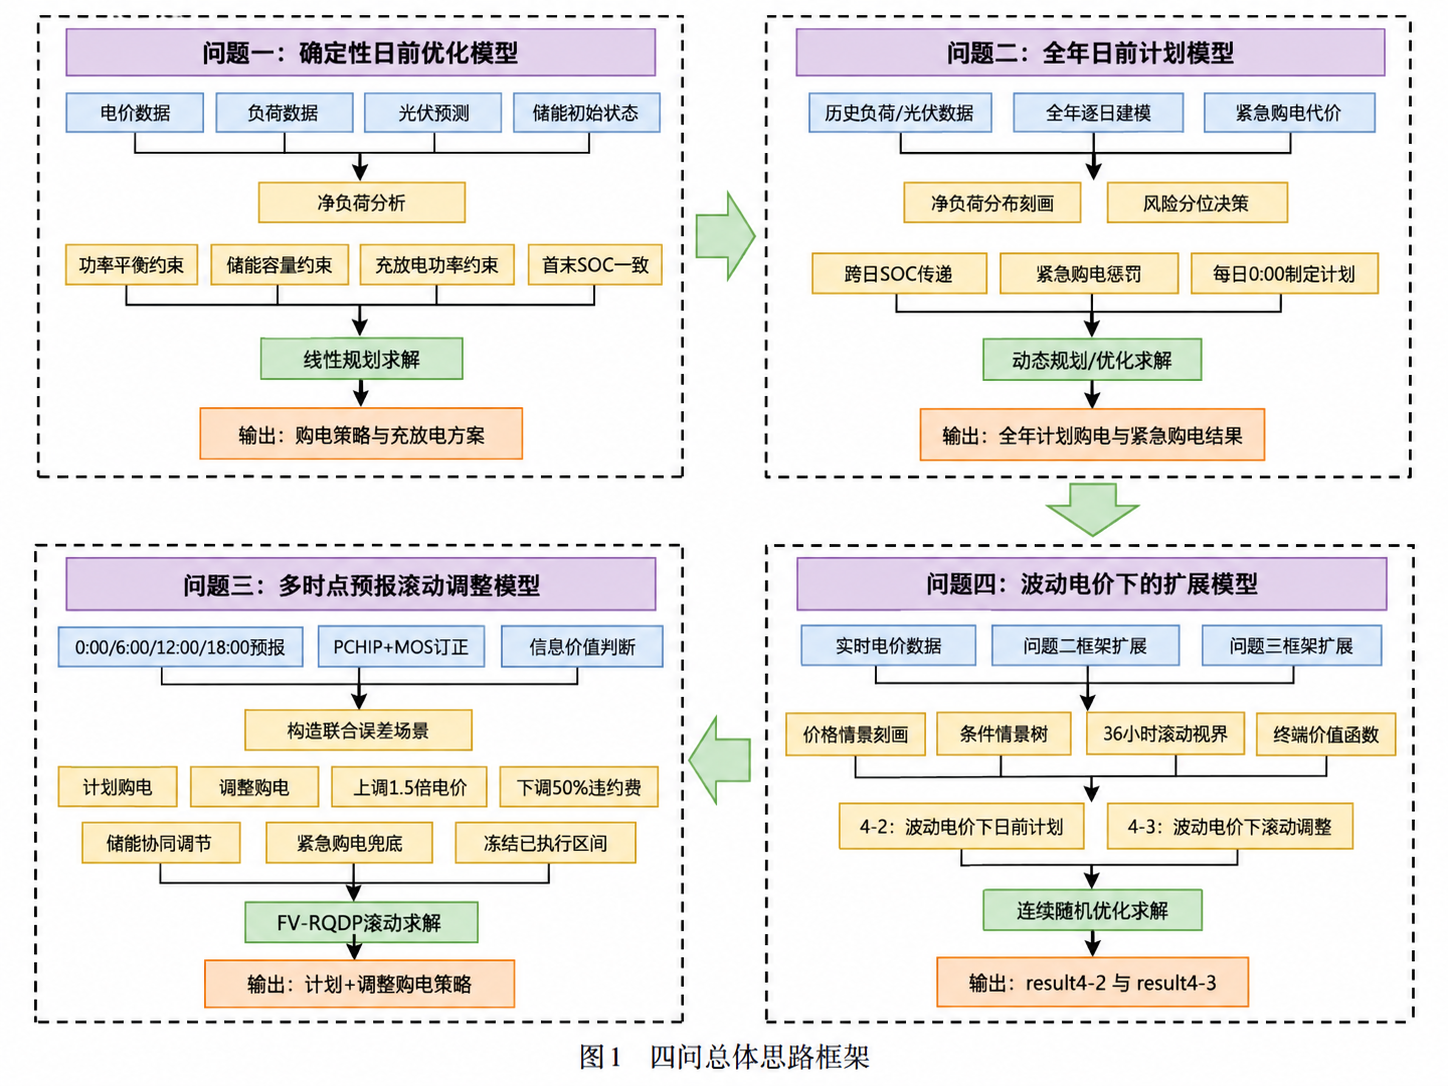 问题一：确定性日前优化模型
电价数据
负荷数据
光伏预测
储能初始状态
净负荷分析
功率平衡约束
储能容量约束
充放电功率约束
首末SOC一致
线性规划求解
输出：购电策略与充放电方案
问题二：全年日前计划模型
历史负荷/光伏数据
全年逐日建模
紧急购电代价
净负荷分布刻画
风险分位决策
跨日SOC传递
紧急购电惩罚
每日0:00制定计划
动态规划/优化求解
输出：全年计划购电与紧急购电结果
问题三：多时点预报滚动调整模型
0:00/6:00/12:00/18:00预报
PCHIP+MOS订正
信息价值判断
构造联合误差场景
计划购电
调整购电
上调1.5倍电价
下调50%违约费
储能协同调节
紧急购电兜底
冻结已执行区间
FV-RQDP滚动求解
输出：计划+调整购电策略
问题四：波动电价下的扩展模型
实时电价数据
问题二框架扩展
问题三框架扩展
价格情景刻画
条件情景树
36小时滚动视界
终端价值函数
4-2：波动电价下日前计划
4-3：波动电价下滚动调整
连续随机优化求解
输出：result4-2 与 result4-3
图 1 四问总体思路框架